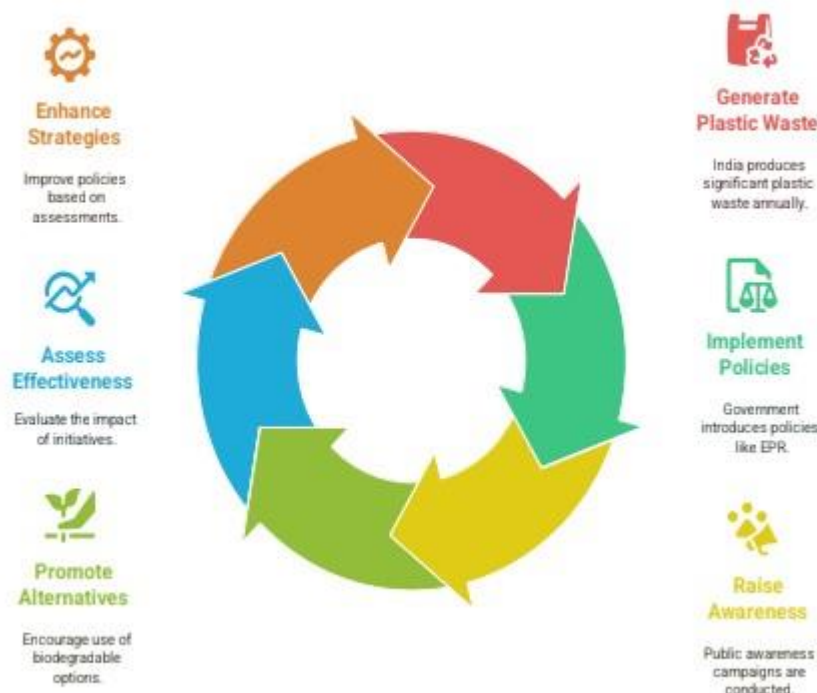 Enhance
Strategies
Improve policies
based on
assessments.
Assess
Effectiveness
Evaluate the impact
of initiatives.
Promote
Alternatives
Encourage use of
biodegradable
options.
Generate
Plastic Waste
India produces
significant plastic
waste annually.
Implement
Policies
Government
introduces policies
like EPR.
Raise
Awareness
Public awareness
campaigns are
conducted